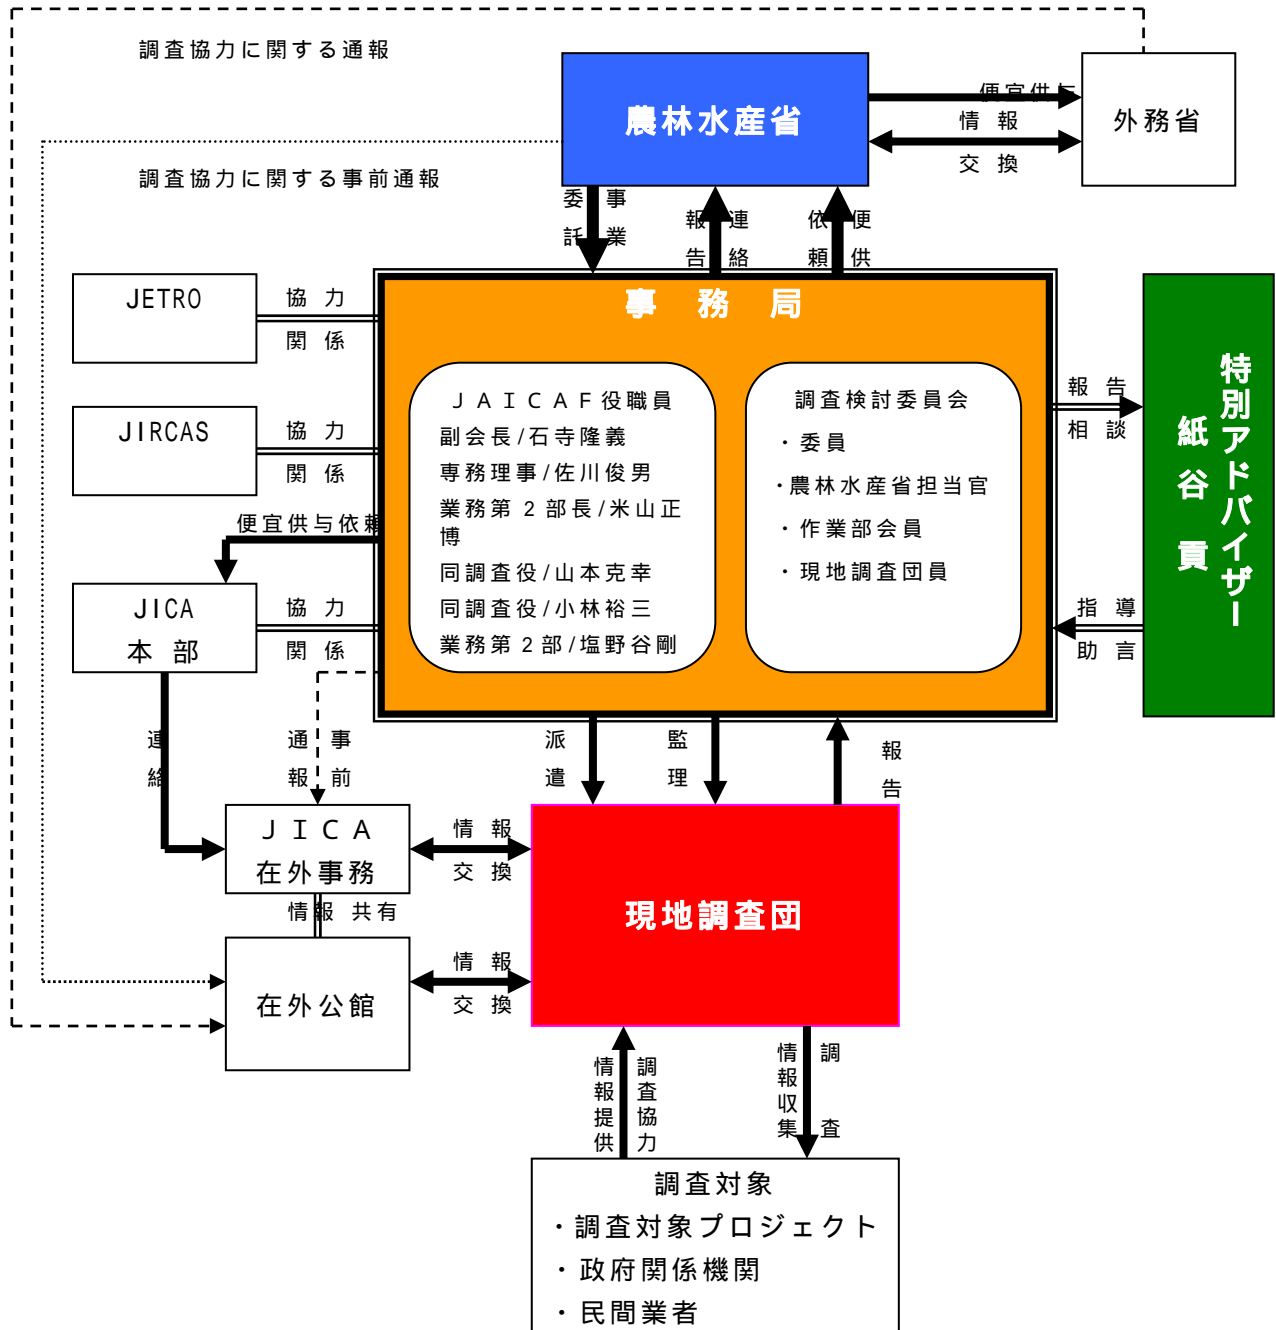 調査協力に関する通報
農林水産省
便宜供与
情報
交換
外務省
調査協力に関する事前通報
委託
事業
報告
連絡
依頼
便供
JETRO
協力
関係
事務局
JIRCAS
協力
関係
JAICAF役職員
副会長/石寺隆義
専務理事/佐川俊男
業務第2部長/米山正
博
同調査役/山本克幸
同調査役/小林裕三
業務第2部/塩野谷剛
調査検討委員会
・委員
・農林水産省担当官
・作業部会員
・現地調査団員
報告
相談
特別アドバイザー
紙谷 貢
指導
助言
便宜供与依頼
JICA
本部
協力
関係
連絡
通報
事前
派遣
監理
報告
JICA
在外事務
情報
交換
情報共有
現地調査団
在外公館
情報
交換
情報提供
調査協力
情報収集
調査
調査対象
・調査対象プロジェクト
・政府関係機関
・民間業者